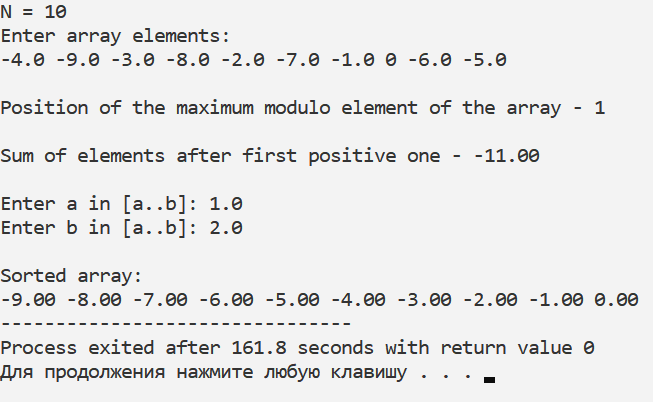 N = 10
Enter array elements:
-4.0 -9.0 -3.0 -8.0 -2.0 -7.0 -1.0 0 -6.0 -5.0
Position of the maximum modulo element of the array - 1
Sum of elements after first positive one - -11.00
Enter a in [a..b]: 1.0
Enter b in [a..b]: 2.0
Sorted array:
-9.00 -8.00 -7.00 -6.00 -5.00 -4.00 -3.00 -2.00 -1.00 0.00
--------------------------------
Process exited after 161.8 seconds with return value 0
Для продолжения нажмите любую клавишу . . .